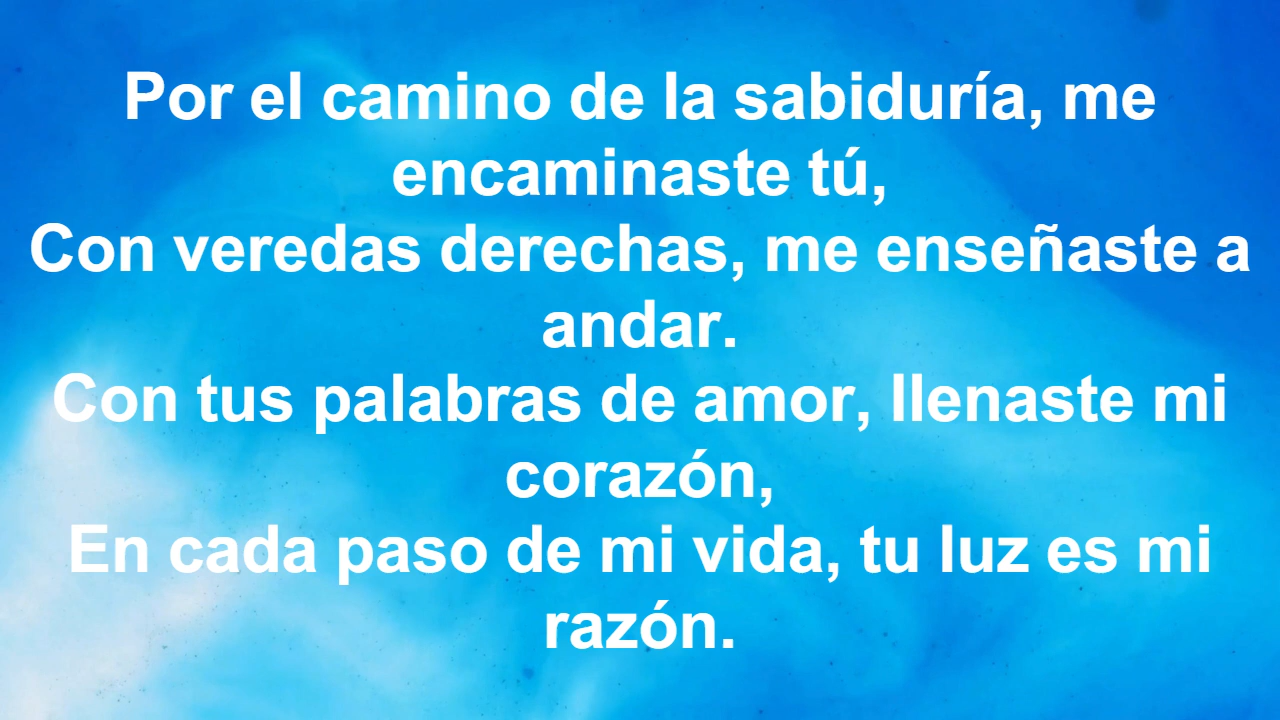 Por el camino de la sabiduría, me
encaminaste tú,
Con veredas derechas, me enseñaste a
andar.
Con tus palabras de amor, llenaste mi
corazón,
En cada paso de mi vida, tu luz es mi
razón.